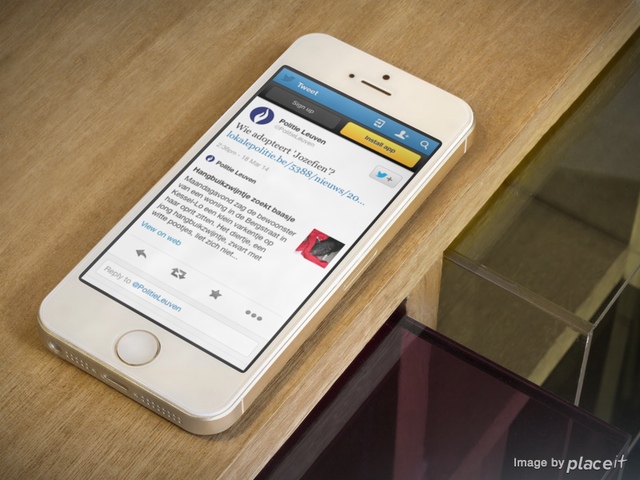 Tweet
Sign up
Install app
Politie Leuven
@PolitieLeuven
Wie adopteert 'Jozefien'?
lokalepolitie.be/5388/nieuws/20...
2:36pm - 18 Mar 14
Politie Leuven
Hangbuikzwijntje zoekt baasje
Maandagavond zag de bewoonster
van een woning in de Bergstraat in
Kessel-Lo een klein varkentje op
haar oprit zitten. Het diertje, een
jong hangbuikzwijntje, zwart met
witte pootjes, liet zich niet...
View on web
Reply to @PolitieLeuven
Image by placeit